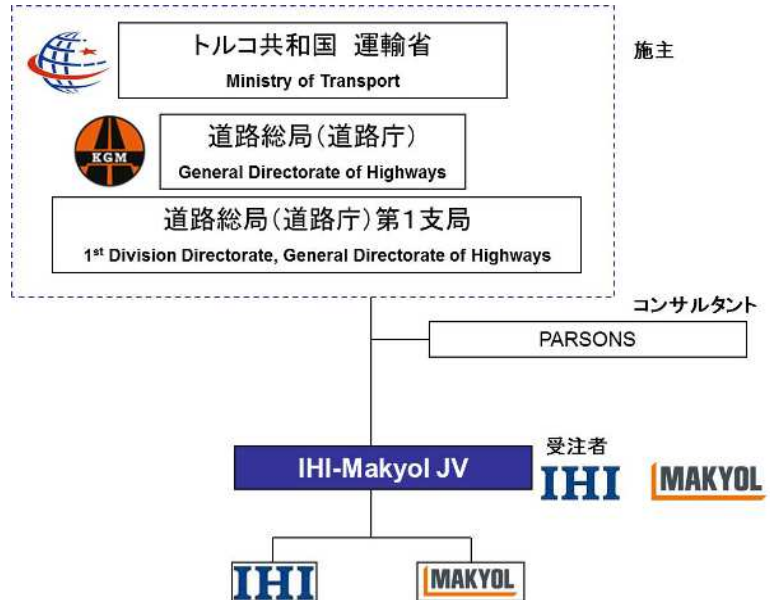 トルコ共和国 運輸省
Ministry of Transport
施主
KGM
道路総局(道路庁)
General Directorate of Highways
道路総局(道路庁)第1支局
1st Division Directorate, General Directorate of Highways
コンサルタント
PARSONS
IHI-Makyol JV
受注者
IHI
MAKYOL
IHI
MAKYOL